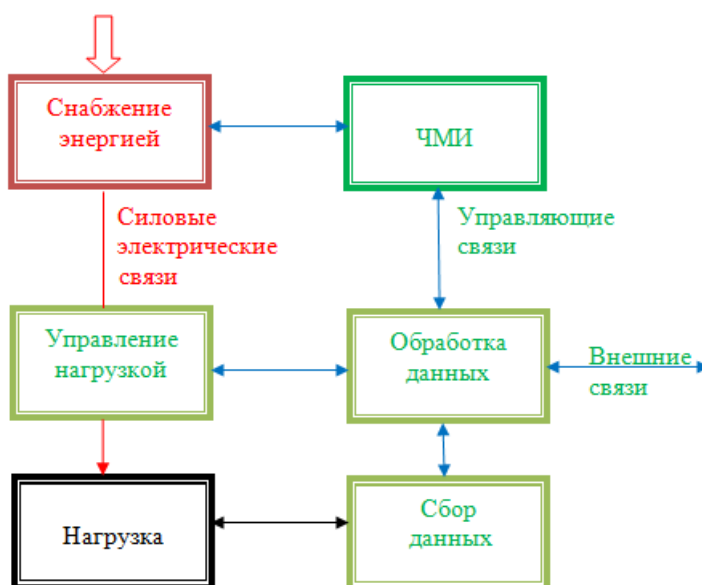 Снабжение
энергией
ЧМИ
Силовые
электрические
связи
Управляющие
связи
Управление
нагрузкой
Обработка
данных
Внешние
связи
Нагрузка
Сбор
данных